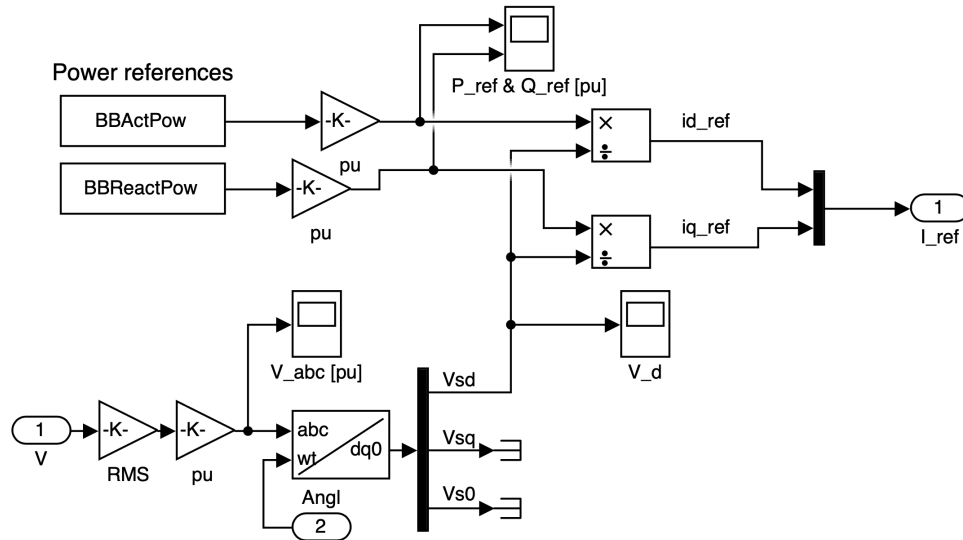 Power references
P_ref & Q_ref [pu]
BBActPow
-K-
pu
×
÷
id_ref
BBReactPow
-K-
pu
×
÷
iq_ref
1
I_ref
V_abc [pu]
V_d
1
V
-K-
RMS
-K-
pu
abc
wt
dq0
Angl
2
Vsd
Vsq
Vs0